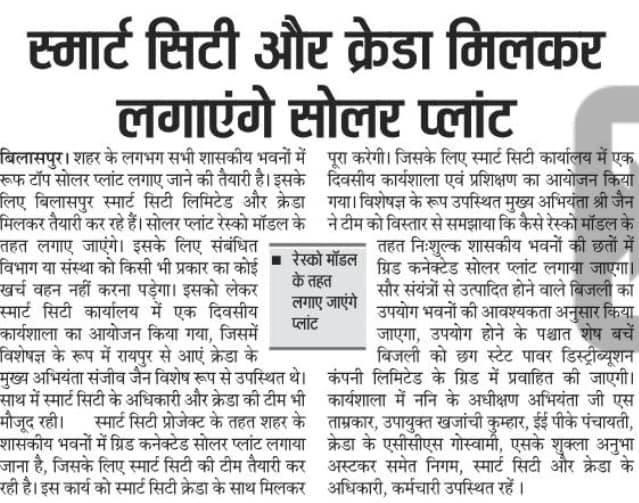 स्मार्ट सिटी और क्रेडा मिलकर
लगाएंगे सोलर प्लांट
बिलासपुर। शहर के लगभग सभी शासकीय भवनों में
रूफ टॉप सोलर प्लांट लगाए जाने की तैयारी है। इसके
लिए बिलासपुर स्मार्ट सिटी लिमिटेड और क्रेडा
मिलकर तैयारी कर रहे हैं। सोलर प्लांट रेस्को मॉडल के
तहत लगाए जाएंगे। इसके लिए संबंधित
विभाग या संस्था को किसी भी प्रकार का कोई
खर्च वहन नहीं करना पड़ेगा। इसको लेकर
स्मार्ट सिटी कार्यालय में एक दिवसीय
कार्यशाला का आयोजन किया गया, जिसमें
विशेषज्ञ के रूप में रायपुर से आएं क्रेडा के
मुख्य अभियंता संजीव जैन विशेष रूप से उपस्थित थे।
साथ में स्मार्ट सिटी के अधिकारी और क्रेडा की टीम भी
मौजूद रही। स्मार्ट सिटी प्रोजेक्ट के तहत शहर के
शासकीय भवनों में ग्रिड कनेक्टेड सोलर प्लांट लगाया
जाना है, जिसके लिए स्मार्ट सिटी की टीम तैयारी कर
रही है। इस कार्य को स्मार्ट सिटी क्रेडा के साथ मिलकर
रेस्को मॉडल
के तहत
लगाए जाएंगे
प्लांट
पूरा करेगी। जिसके लिए स्मार्ट सिटी कार्यालय में एक
दिवसीय कार्यशाला एवं प्रशिक्षण का आयोजन किया
गया। विशेषज्ञ के रूप उपस्थित मुख्य अभियंता श्री जैन
ने टीम को विस्तार से समझाया कि कैसे रेस्को मॉडल के
तहत निःशुल्क शासकीय भवनों की छतों में
ग्रिड कनेक्टेड सोलर प्लांट लगाया जाएगा।
सौर संयंत्रों से उत्पादित होने वाले बिजली का
उपयोग भवनों की आवश्यकता अनुसार किया
जाएगा, उपयोग होने के पश्चात शेष बचें
बिजली को छग स्टेट पावर डिस्ट्रीब्यूशन
कंपनी लिमिटेड के ग्रिड में प्रवाहित की जाएगी।
कार्यशाला में ननि के अधीक्षण अभियंता जी एस
ताम्रकार, उपायुक्त खजांची कुम्हार, ईई पीके पंचायती,
क्रेडा के एसीसीएस गोस्वामी, एसके शुक्ला अनुभा
अस्टकर समेत निगम, स्मार्ट सिटी और क्रेडा के
अधिकारी, कर्मचारी उपस्थित रहें ।